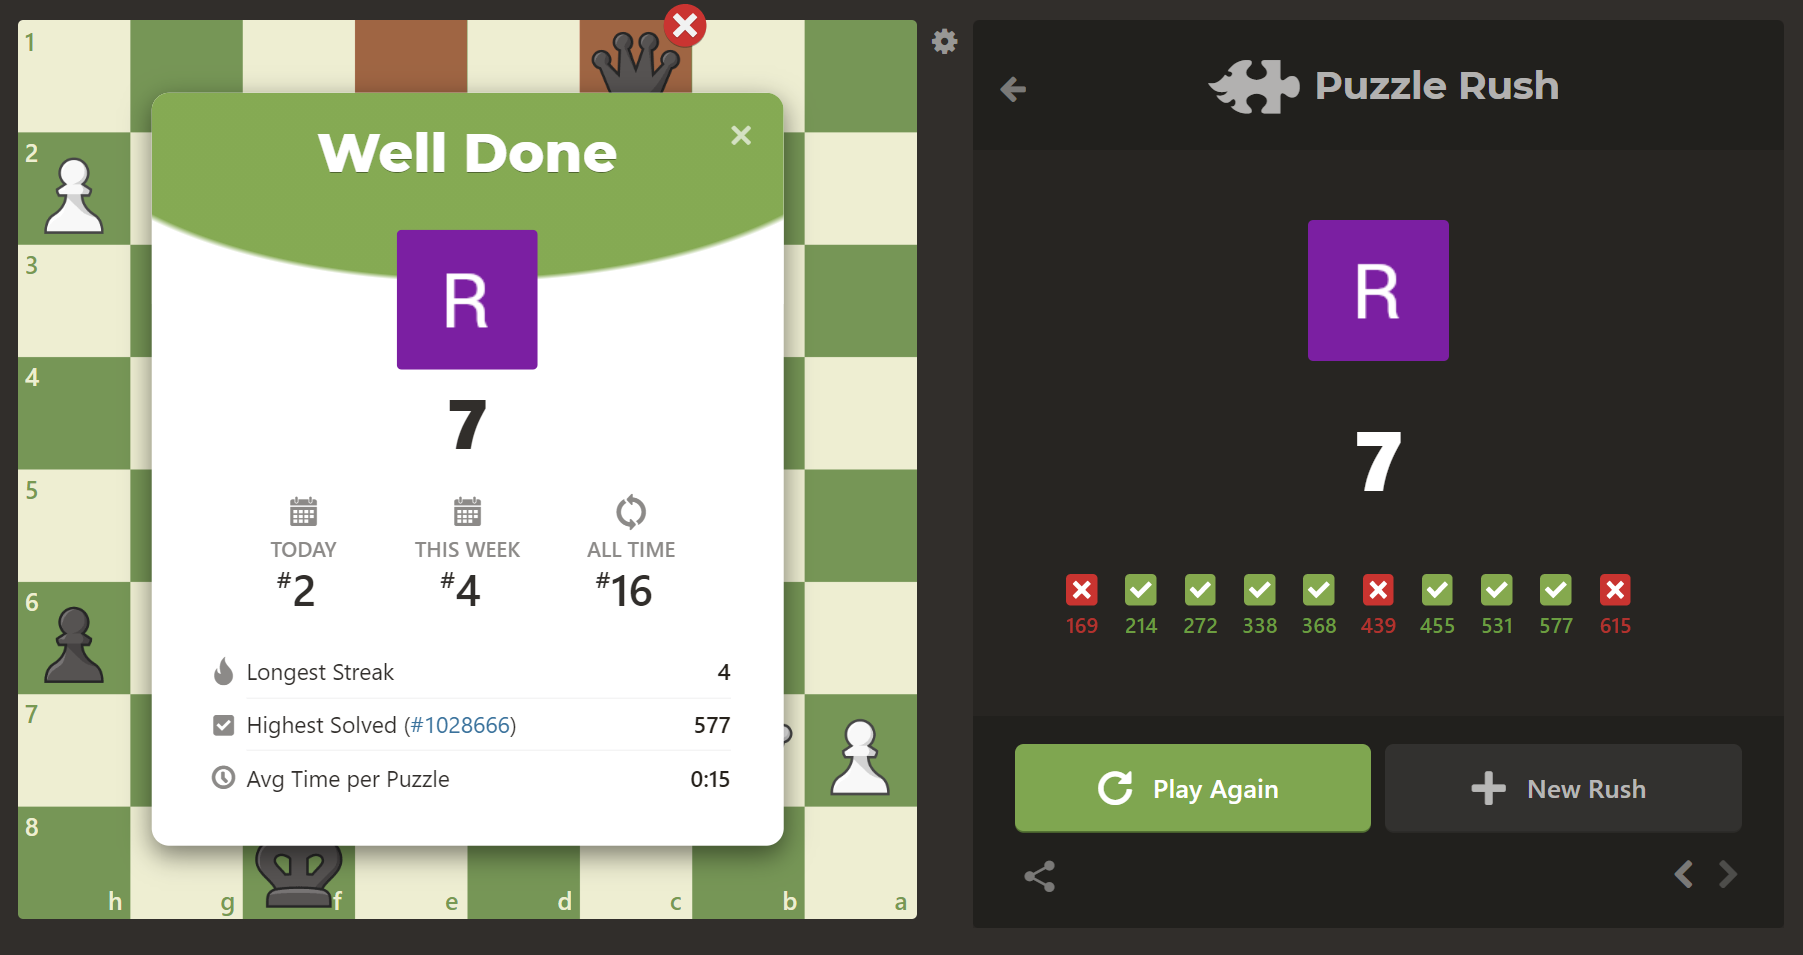 1
2
3
4
5
6
7
8
h g f e d c b a
Well Done
R
7
TODAY THIS WEEK ALL TIME
#2 #4 #16
Longest Streak 4
Highest Solved (#1028666) 577
Avg Time per Puzzle 0:15
Puzzle Rush
R
7
169 214 272 338 368 439 455 531 577 615
Play Again New Rush